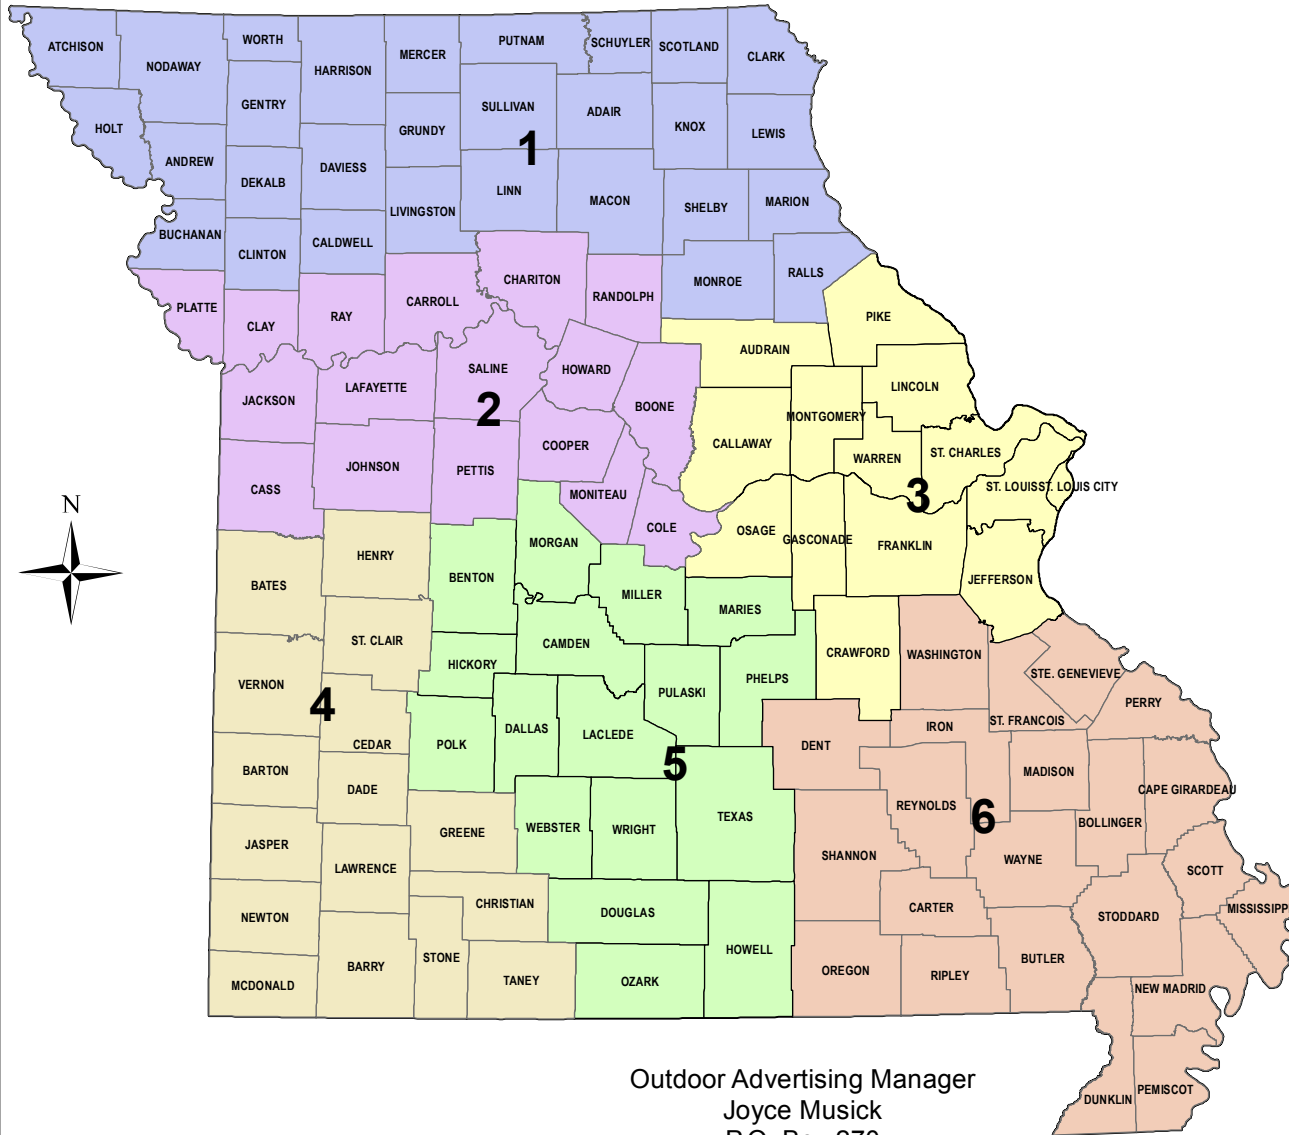 ATCHISON
NODAWAY
WORTH
HARRISON
MERCER
PUTNAM
SCHUYLER
SCOTLAND
CLARK
HOLT
GENTRY
GRUNDY
SULLIVAN
ADAIR
KNOX
LEWIS
ANDREW
DEKALB
DAVIESS
LIVINGSTON
1
LINN
MACON
SHELBY
MARION
BUCHANAN
CLINTON
CALDWELL
MONROE
RALLS
PLATTE
CLAY
RAY
CARROLL
CHARITON
RANDOLPH
PIKE
AUDRAIN
JACKSON
LAFAYETTE
SALINE
2
HOWARD
BOONE
LINCOLN
MONTGOMERY
CALLAWAY
WARREN
ST. CHARLES
CASS
JOHNSON
PETTIS
COOPER
MONITEAU
COLE
OSAGE
GASCONADE
3
ST. LOUIS
ST. LOUIS CITY
FRANKLIN
JEFFERSON
N
BATES
HENRY
BENTON
MORGAN
MILLER
MARIES
CRAWFORD
WASHINGTON
STE. GENEVIEVE
ST. CLAIR
HICKORY
CAMDEN
PULASKI
PHELPS
VERNON
4
CEDAR
POLK
DALLAS
LACLEDE
5
DENT
IRON
ST. FRANCOIS
PERRY
BARTON
DADE
MADISON
CAPE GIRARDEAU
JASPER
LAWRENCE
GREENE
WEBSTER
WRIGHT
TEXAS
REYNOLDS
6
BOLLINGER
SHANNON
WAYNE
SCOTT
NEWTON
CHRISTIAN
DOUGLAS
HOWELL
CARTER
STODDARD
MISSISSIPP
MCDONALD
BARRY
STONE
TANEY
OZARK
OREGON
RIPLEY
BUTLER
NEW MADRID
DUNKLIN
PEMISCOT
Outdoor Advertising Manager
Joyce Musick
P.O. Box 270